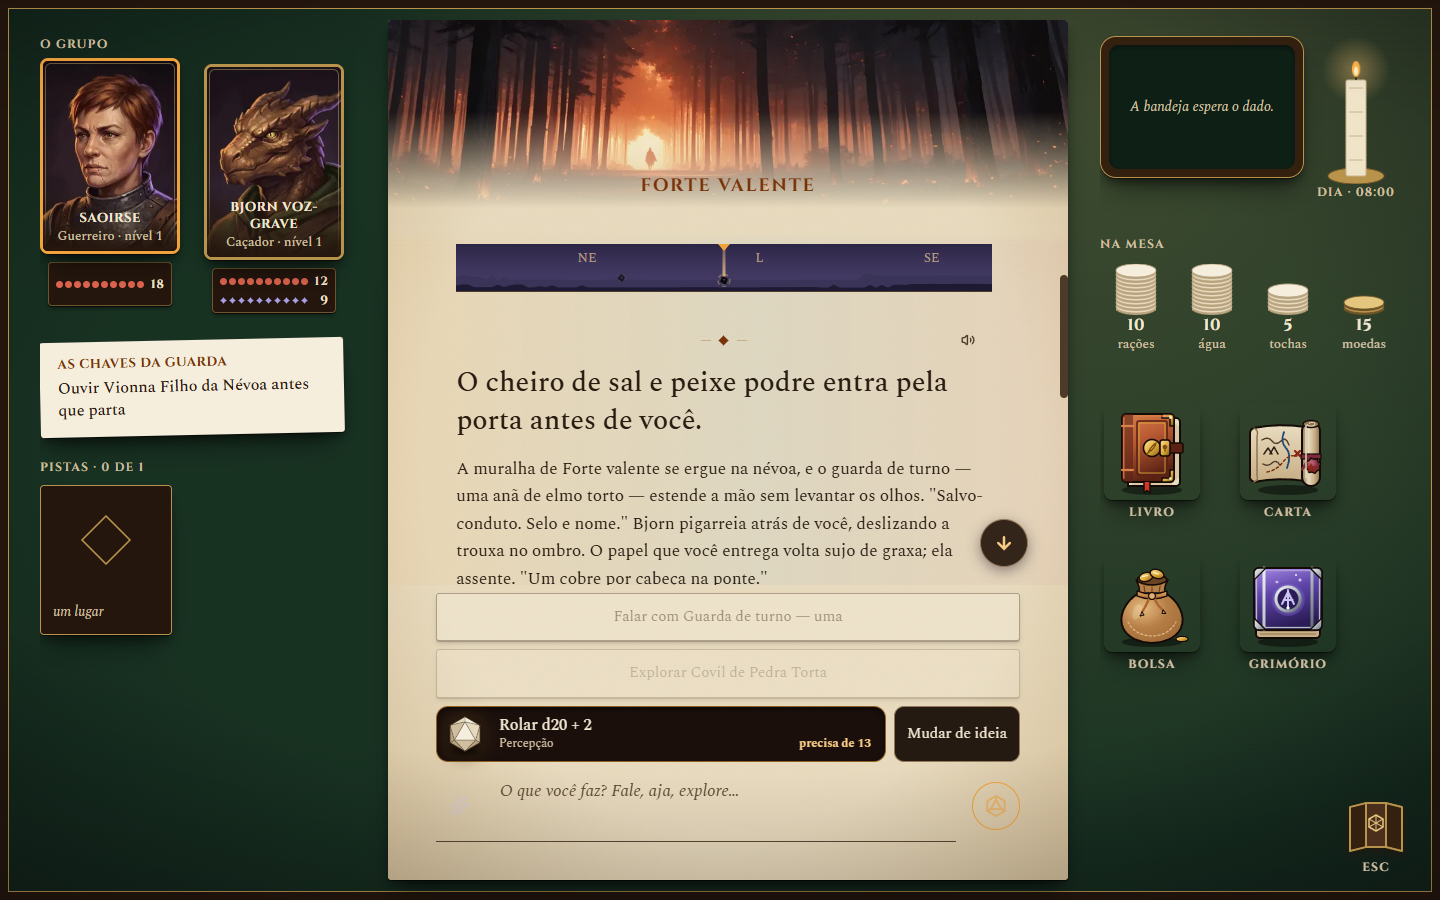 O GRUPO
SAOIRSE
Guerreiro · nível 1
18
BJORN VOZ-
GRAVE
Caçador · nível 1
12
9
AS CHAVES DA GUARDA
Ouvir Vionna Filho da Névoa antes
que parta
PISTAS · 0 DE 1
um lugar
FORTE VALENTE
NE
L
SE
O cheiro de sal e peixe podre entra pela
porta antes de você.
A muralha de Forte valente se ergue na névoa, e o guarda de turno —
uma anã de elmo torto — estende a mão sem levantar os olhos. "Salvo-
conduto. Selo e nome." Bjorn pigarreia atrás de você, deslizando a
trouxa no ombro. O papel que você entrega volta sujo de graxa; ela
assente. "Um cobre por cabeça na ponte."
Falar com Guarda de turno — uma
Explorar Covil de Pedra Torta
Rolar d20 + 2
Percepção
precisa de 13
Mudar de ideia
O que você faz? Fale, aja, explore...
A bandeja espera o dado.
DIA · 08:00
NA MESA
10
rações
10
água
5
tochas
15
moedas
LIVRO
CARTA
BOLSA
GRIMÓRIO
ESC